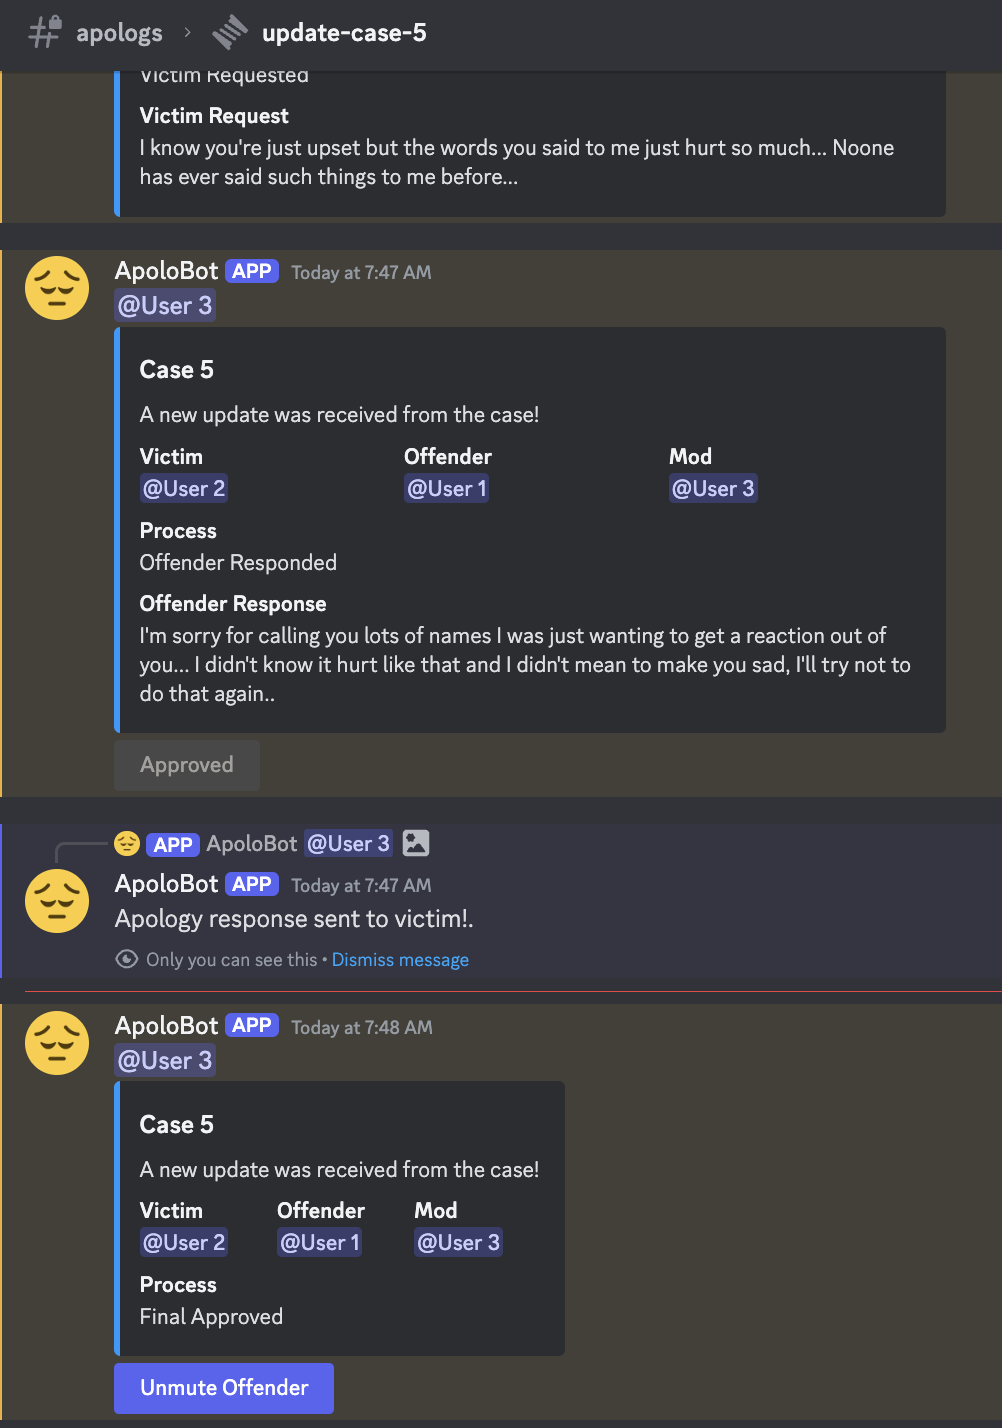 apologs › update-case-5
Victim Requested
Victim Request
I know you're just upset but the words you said to me just hurt so much... Noone
has ever said such things to me before...
ApoloBot APP Today at 7:47 AM
@User 3
Case 5
A new update was received from the case!
Victim Offender Mod
@User 2 @User 1 @User 3
Process
Offender Responded
Offender Response
I'm sorry for calling you lots of names I was just wanting to get a reaction out of
you... I didn't know it hurt like that and I didn't mean to make you sad, I'll try not to
do that again..
Approved
APP ApoloBot @User 3
ApoloBot APP Today at 7:47 AM
Apology response sent to victim!.
Only you can see this • Dismiss message
ApoloBot APP Today at 7:48 AM
@User 3
Case 5
A new update was received from the case!
Victim Offender Mod
@User 2 @User 1 @User 3
Process
Final Approved
Unmute Offender